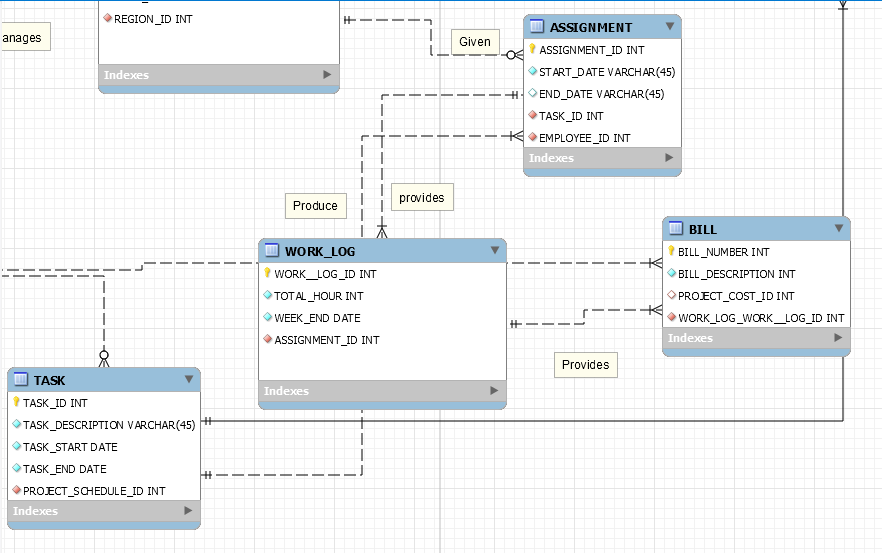 REGION_ID INT
Indexes
anages
Given
ASSIGNMENT
ASSIGNMENT_ID INT
START_DATE VARCHAR(45)
END_DATE VARCHAR(45)
TASK_ID INT
EMPLOYEE_ID INT
Indexes
Produce
provides
WORK_LOG
WORK__LOG_ID INT
TOTAL_HOUR INT
WEEK_END DATE
ASSIGNMENT_ID INT
Indexes
BILL
BILL_NUMBER INT
BILL_DESCRIPTION INT
PROJECT_COST_ID INT
WORK_LOG_WORK__LOG_ID INT
Indexes
Provides
TASK
TASK_ID INT
TASK_DESCRIPTION VARCHAR(45)
TASK_START DATE
TASK_END DATE
PROJECT_SCHEDULE_ID INT
Indexes